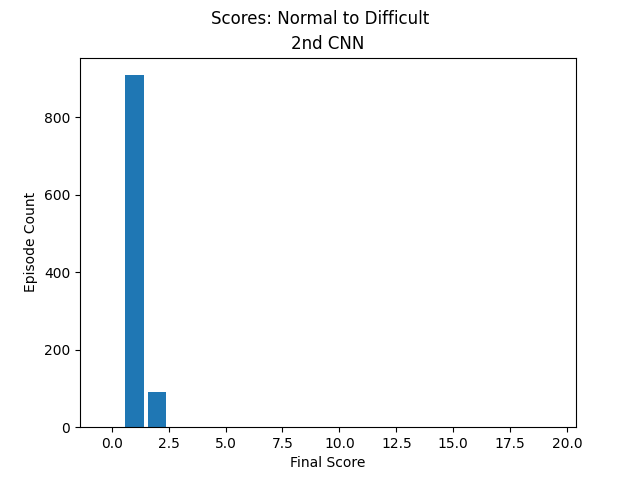 Scores: Normal to Difficult
2nd CNN
800
600
400
200
0
Episode Count
0.0 2.5 5.0 7.5 10.0 12.5 15.0 17.5 20.0
Final Score